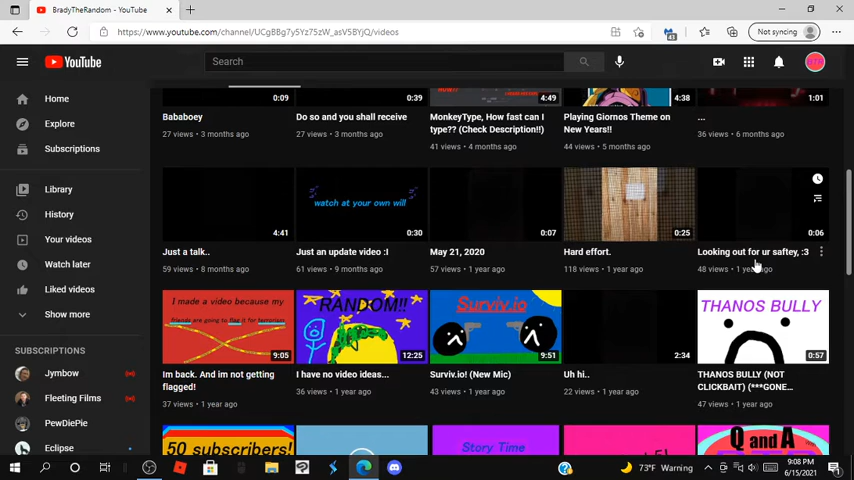 BradyTheRandom - YouTube
https://www.youtube.com/channel/UCgBBg7y5Yz75zW_asV5BYjQ/videos
43
Not syncing
YouTube
Search
Home
Explore
Subscriptions
Library
History
Your videos
Watch later
Liked videos
Show more
SUBSCRIPTIONS
Jymbow
Fleeting Films
PewDiePie
Eclipse
0:09
0:39
4:49
4:38
1:01
Bababoey
27 views • 3 months ago
Do so and you shall receive
27 views • 3 months ago
MonkeyType, How fast can I
type?? (Check Description!!)
41 views • 4 months ago
Playing Giornos Theme on
New Years!!
44 views • 5 months ago
...
36 views • 6 months ago
4:41
watch at your own will
0:30
0:07
0:25
0:06
Just a talk..
59 views • 8 months ago
Just an update video :I
61 views • 9 months ago
May 21, 2020
57 views • 1 year ago
Hard effort.
118 views • 1 year ago
Looking out for ur saftey, :3
48 views • 1 year ago
I made a video because my
friends are going to flag it for terrorism
9:05
RANDOM!!
12:25
Surviv.io
9:51
2:34
THANOS BULLY
0:57
Im back. And im not getting
flagged!
37 views • 1 year ago
I have no video ideas...
36 views • 1 year ago
Surviv.io! (New Mic)
43 views • 1 year ago
Uh hi..
22 views • 1 year ago
THANOS BULLY (NOT
CLICKBAIT) (***GONE...
47 views • 1 year ago
50 subscribers!
Story Time
Q and A
73°F Warning
9:08 PM
6/15/2021